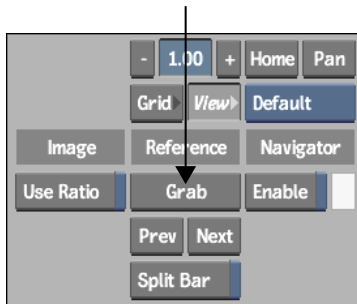 - 1.00 + Home Pan
Grid View Default
Image Reference Navigator
Use Ratio Grab Enable
Prev Next
Split Bar